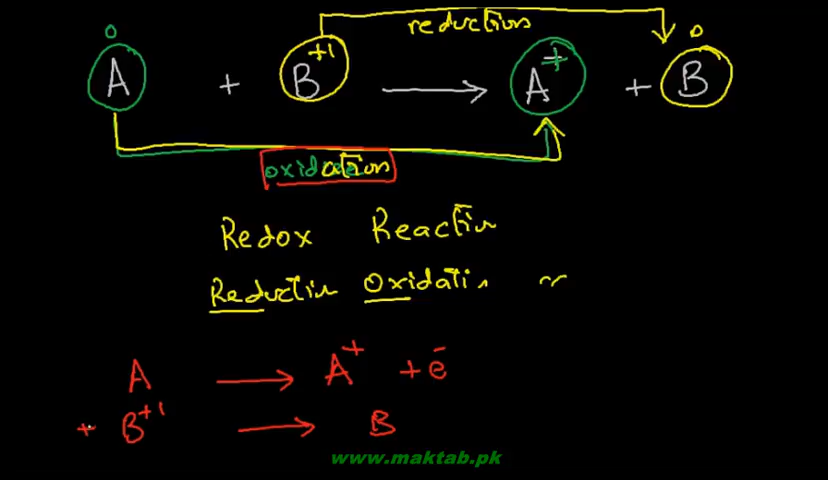 reduction
0 +1 + 0
A + B → A + B
oxidation
Redox Reaction
Reduction Oxidation "
A → A⁺ + e⁻
+ B⁺¹ → B
www.maktab.pk